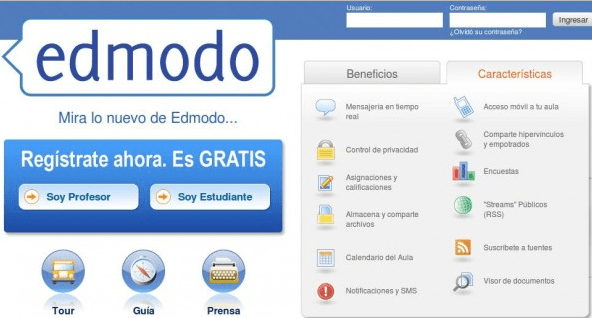 Usuario:
Contraseña:
Ingresar
¿Olvidó su contraseña?
edmodo
Mira lo nuevo de Edmodo...
Regístrate ahora. Es GRATIS
Soy Profesor
Soy Estudiante
Tour
Guía
Prensa
Beneficios
Características
Mensajeria en tiempo
real
Control de privacidad
Asignaciones y
calificaciones
Almacena y comparte
archivos
Calendario del Aula
Notificaciones y SMS
Acceso móvil a tu aula
Comparte hipervínculos
y empotrados
Encuestas
"Streams" Públicos
(RSS)
Suscribete a fuentes
Visor de documentos